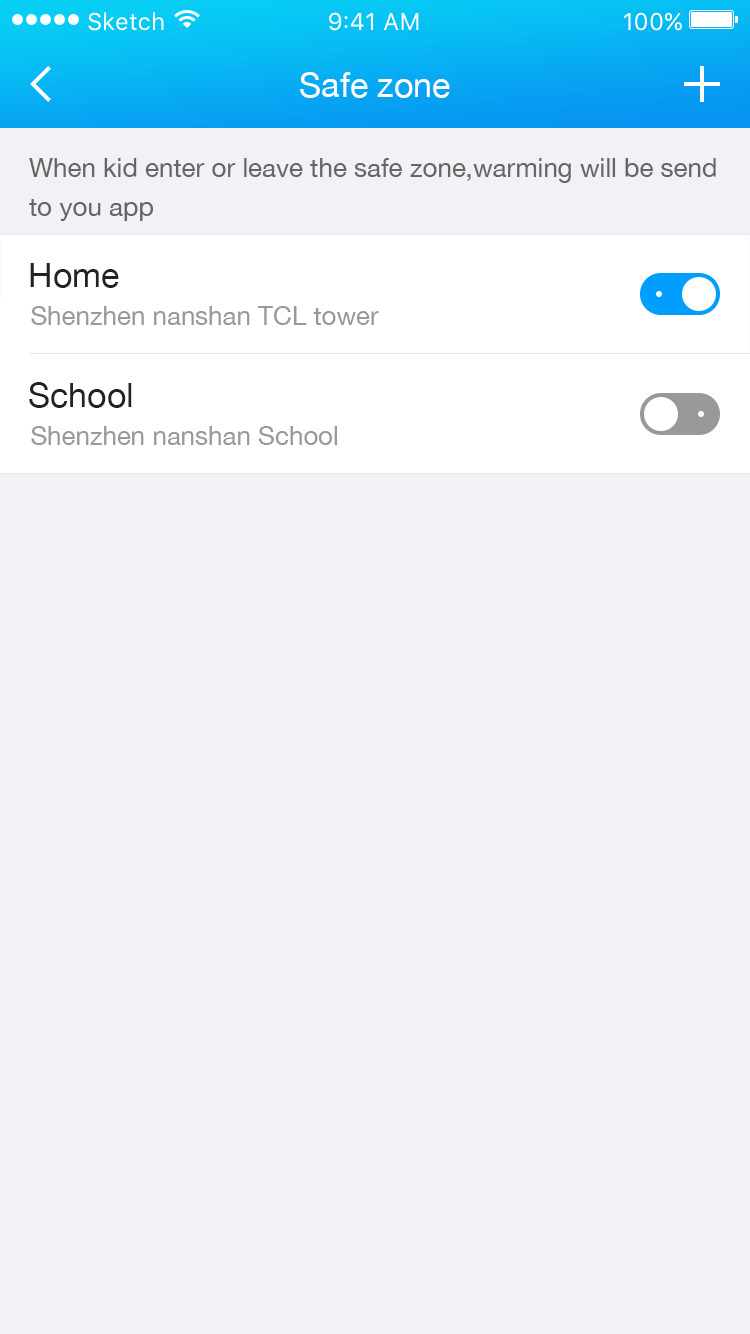 Sketch 9:41 AM 100%
Safe zone
When kid enter or leave the safe zone,warming will be send
to you app
Home
Shenzhen nanshan TCL tower
School
Shenzhen nanshan School